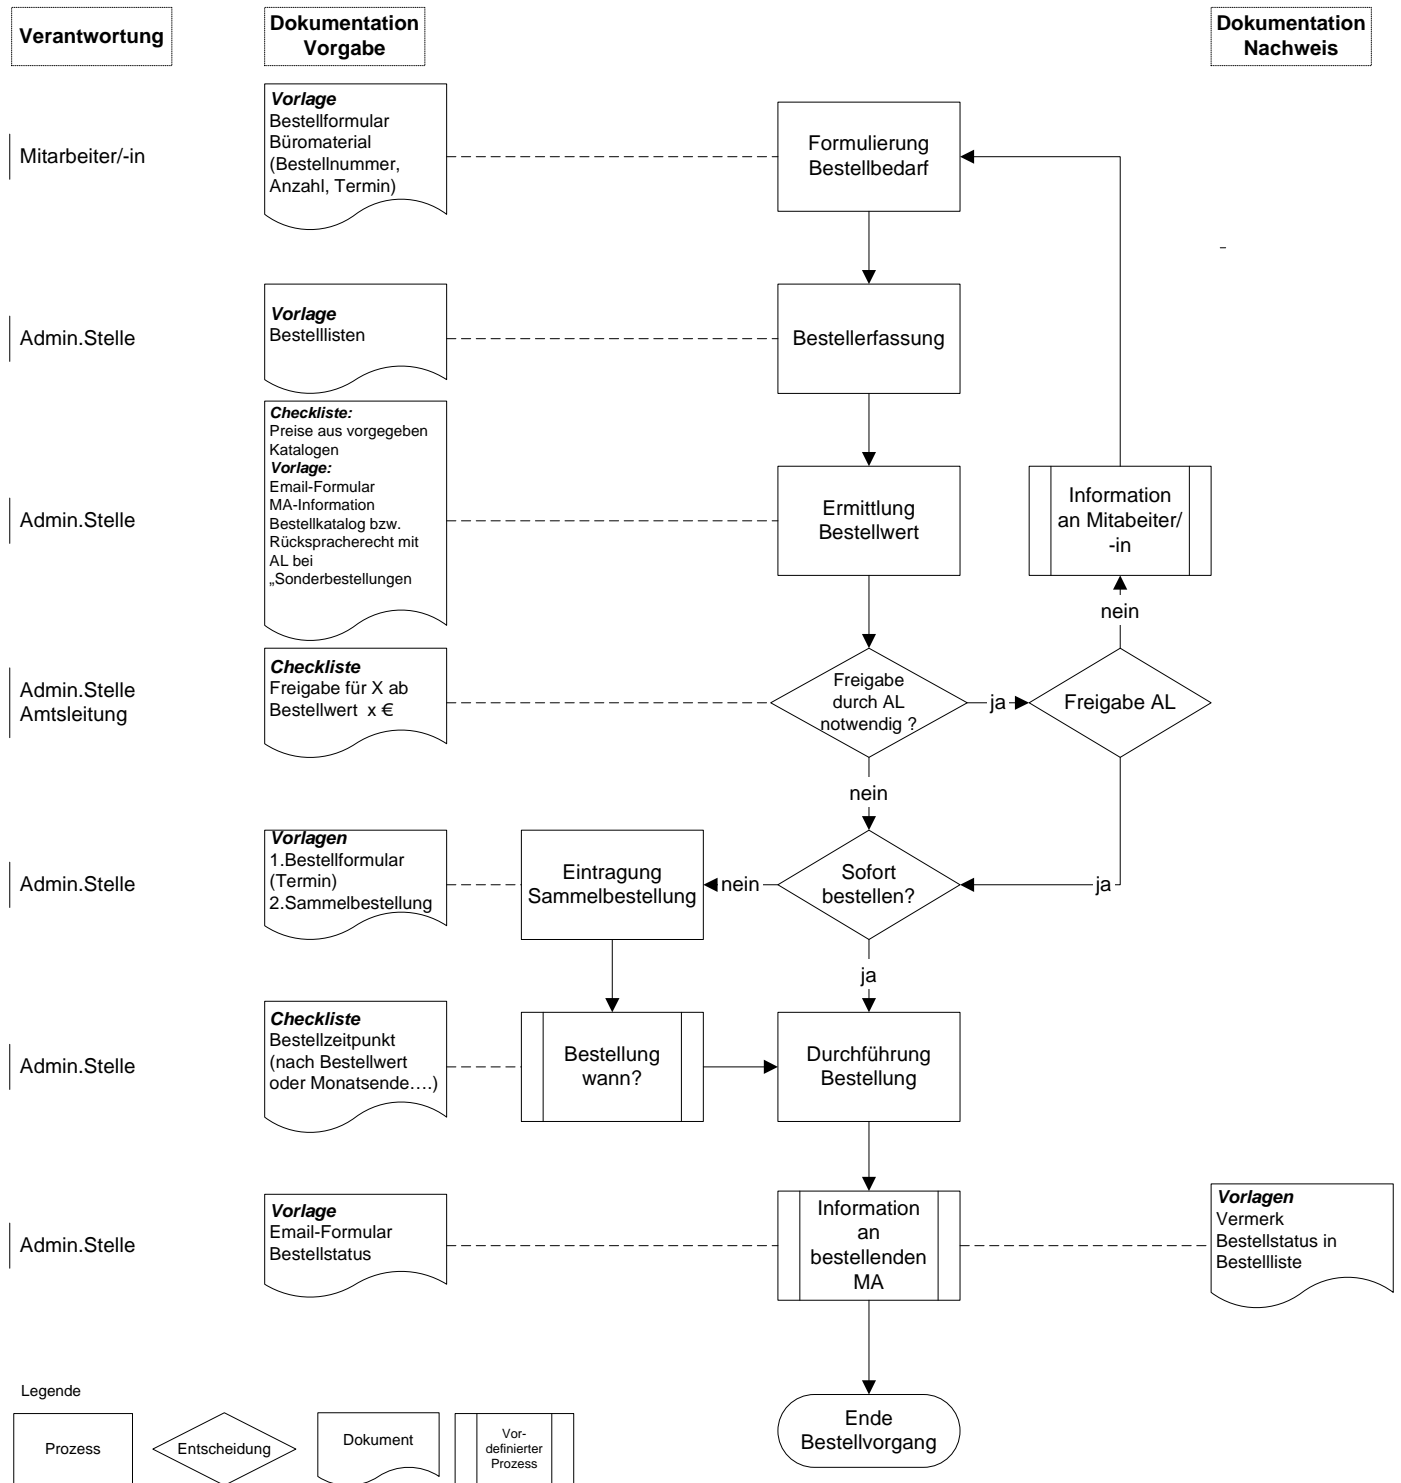 Verantwortung
Dokumentation
Vorgabe
Dokumentation
Nachweis
Mitarbeiter/-in
Vorlage
Bestellformular
Büromaterial
(Bestellnummer,
Anzahl, Termin)
Formulierung
Bestellbedarf
Admin.Stelle
Vorlage
Bestelllisten
Bestellerfassung
Admin.Stelle
Checkliste:
Preise aus vorgegeben
Katalogen
Vorlage:
Email-Formular
MA-Information
Bestellkatalog bzw.
Rückspracherecht mit
AL bei
„Sonderbestellungen
Ermittlung
Bestellwert
Information
an Mitabeiter/
-in
nein
Admin.Stelle
Amtsleitung
Checkliste
Freigabe für X ab
Bestellwert x €
Freigabe
durch AL
notwendig ?
ja
Freigabe AL
nein
Admin.Stelle
Vorlagen
1.Bestellformular
(Termin)
2.Sammelbestellung
Eintragung
Sammelbestellung
nein
Sofort
bestellen?
ja
ja
Admin.Stelle
Checkliste
Bestellzeitpunkt
(nach Bestellwert
oder Monatsende….)
Bestellung
wann?
Durchführung
Bestellung
Admin.Stelle
Vorlage
Email-Formular
Bestellstatus
Information
an
bestellenden
MA
Vorlagen
Vermerk
Bestellstatus in
Bestellliste
Legende
Prozess
Entscheidung
Dokument
Vor-
definierter
Prozess
Ende
Bestellvorgang